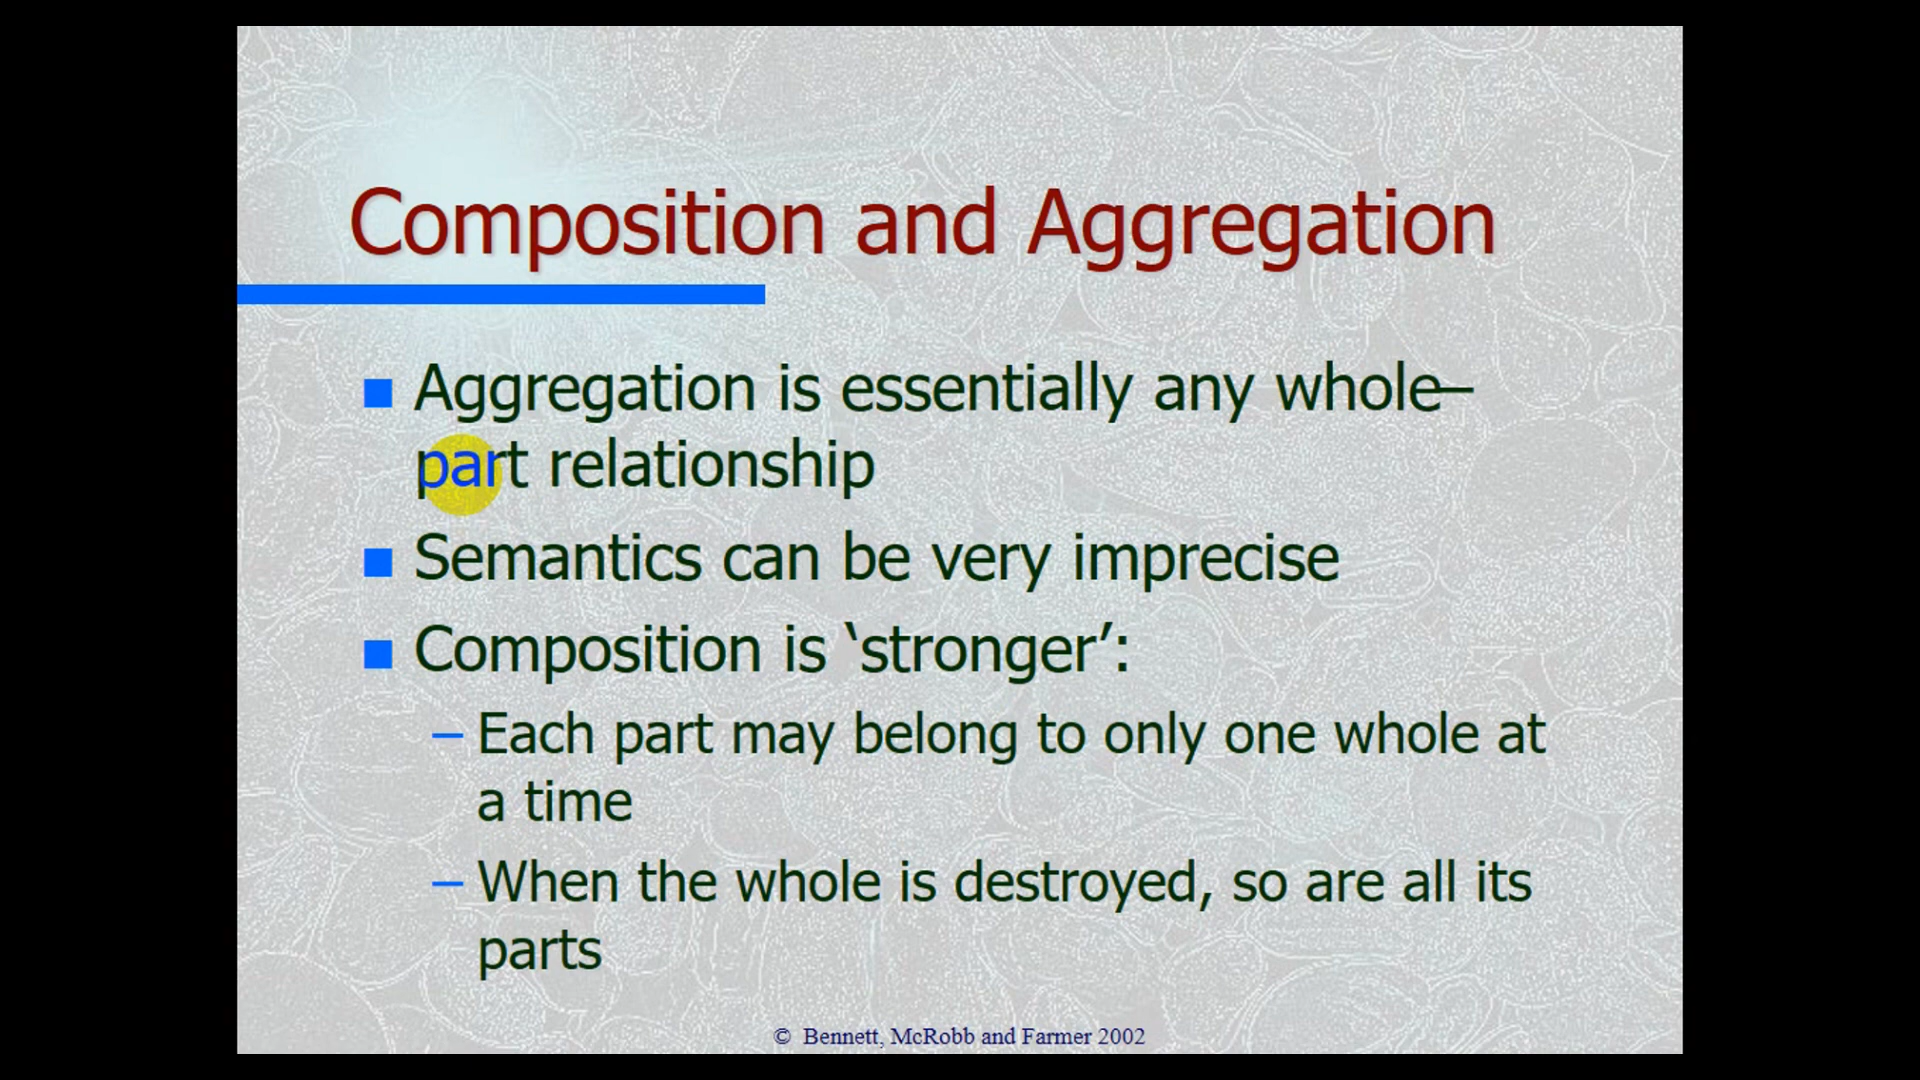 Composition and Aggregation
Aggregation is essentially any whole–
part relationship
Semantics can be very imprecise
Composition is ‘stronger’:
– Each part may belong to only one whole at
a time
– When the whole is destroyed, so are all its
parts
© Bennett, McRobb and Farmer 2002